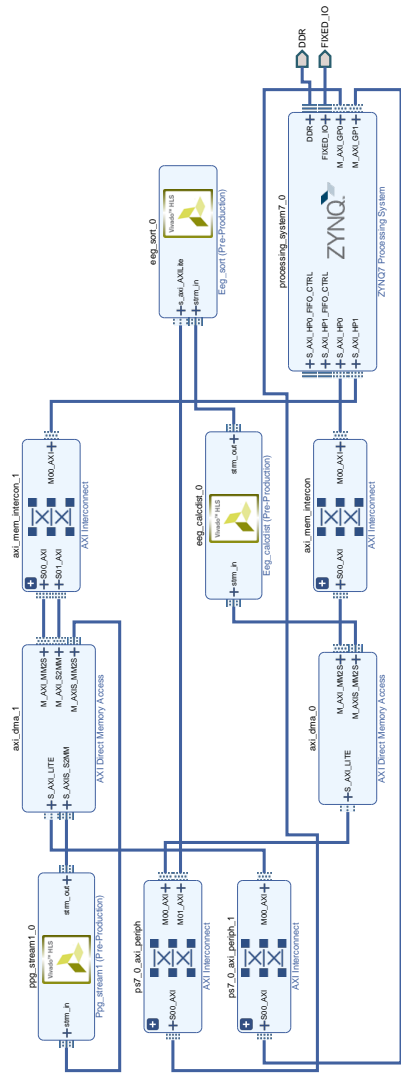 ppg_stream1_0
strm_in
Vivado™ HLS
strm_out
Ppg_stream1 (Pre-Production)
axi_dma_1
S_AXI_LITE
S_AXIS_S2MM
M_AXI_MM2S
M_AXI_S2MM
M_AXIS_MM2S
AXI Direct Memory Access
axi_mem_intercon_1
S00_AXI
S01_AXI
M00_AXI
AXI Interconnect
ps7_0_axi_periph
S00_AXI
M00_AXI
M01_AXI
AXI Interconnect
eeg_sort_0
s_axi_AXILite
strm_in
Vivado™ HLS
Eeg_sort (Pre-Production)
eeg_calcdist_0
strm_in
Vivado™ HLS
strm_out
Eeg_calcdist (Pre-Production)
ps7_0_axi_periph_1
S00_AXI
M00_AXI
AXI Interconnect
axi_dma_0
S_AXI_LITE
M_AXI_MM2S
M_AXIS_MM2S
AXI Direct Memory Access
axi_mem_intercon
S00_AXI
M00_AXI
AXI Interconnect
processing_system7_0
S_AXI_HP0_FIFO_CTRL
S_AXI_HP1_FIFO_CTRL
S_AXI_HP0
S_AXI_HP1
ZYNQ
DDR
FIXED_IO
M_AXI_GP0
M_AXI_GP1
ZYNQ7 Processing System
DDR
FIXED_IO